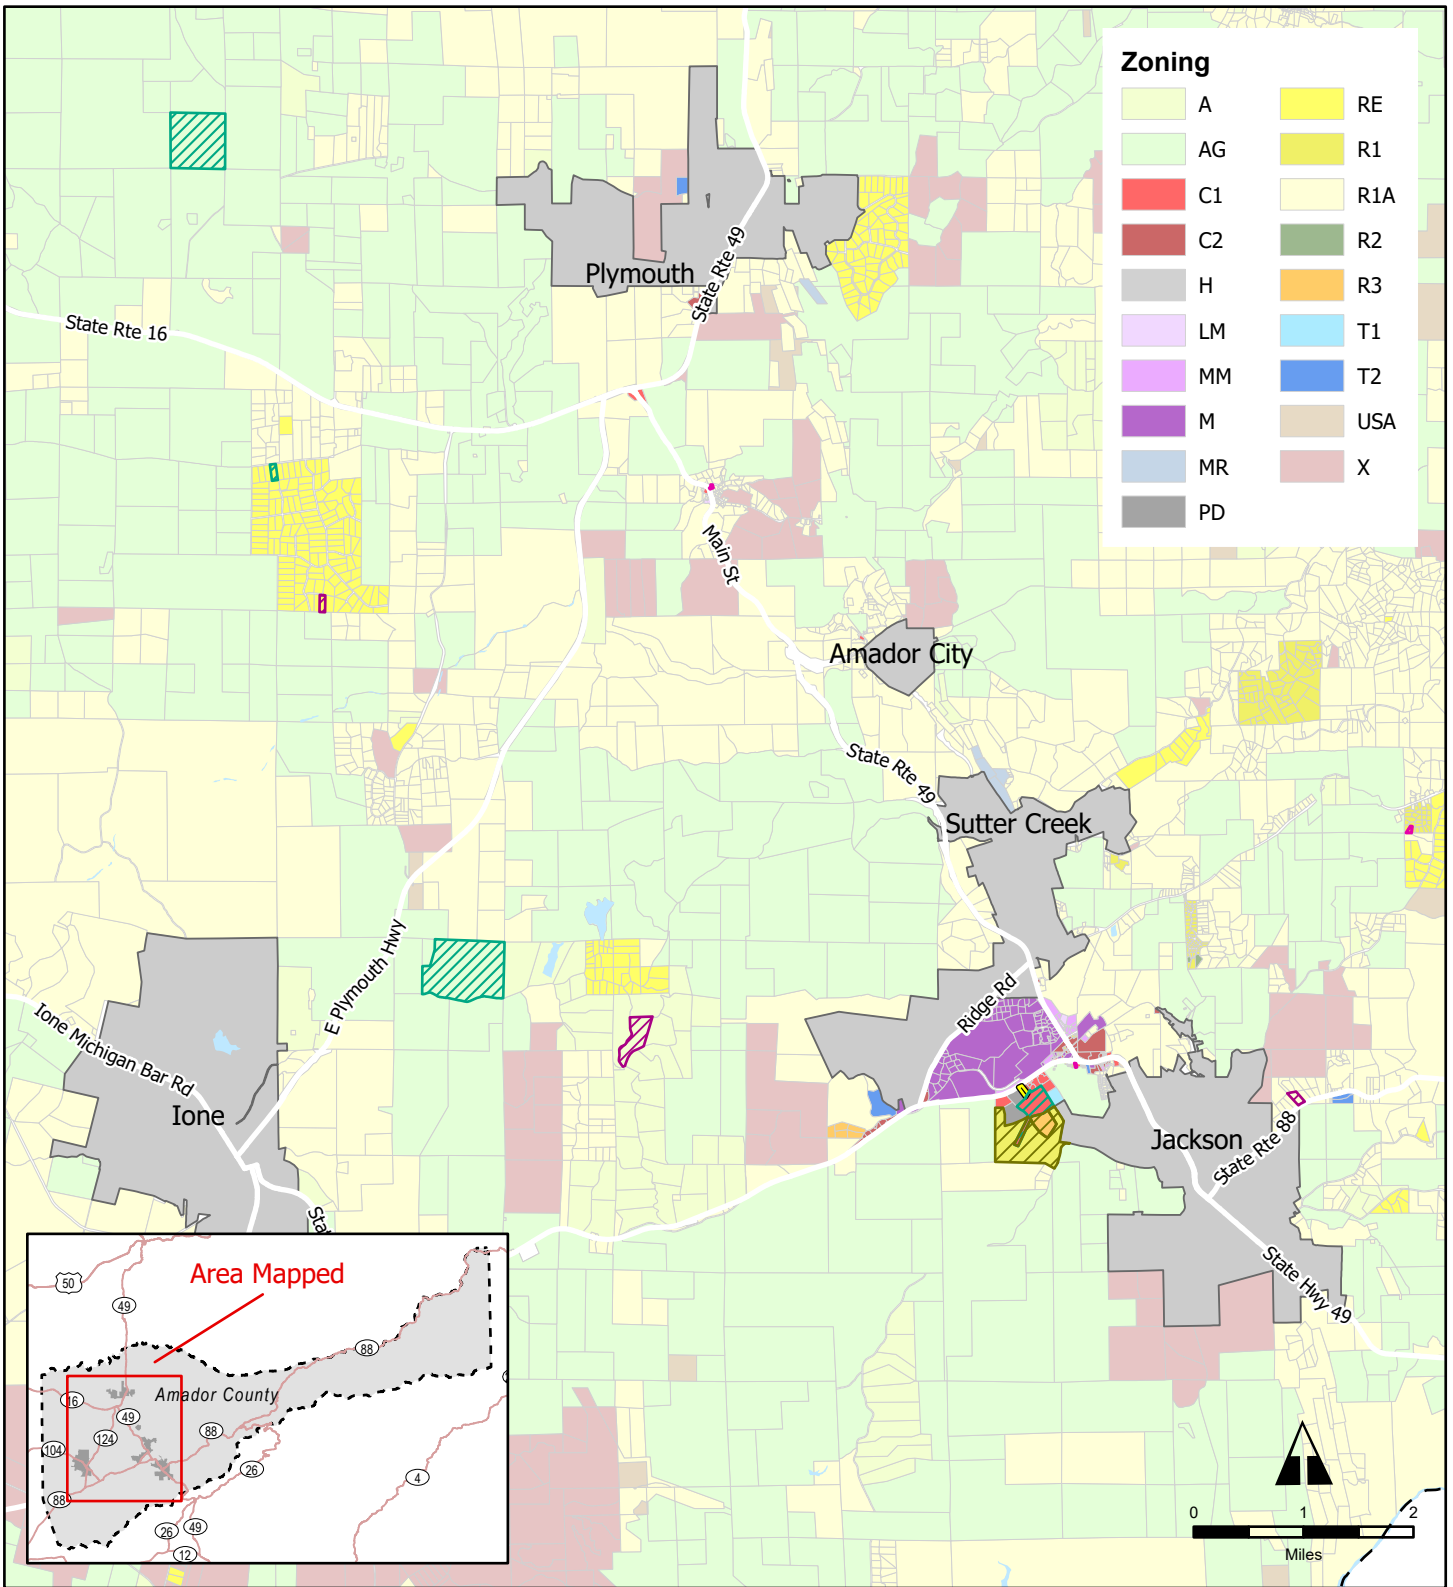 Zoning
A
AG
C1
C2
H
LM
MM
M
MR
PD
RE
R1
R1A
R2
R3
T1
T2
USA
X
Plymouth
State Rte 49
State Rte 16
Main St
Amador City
State Rte 49
Sutter Creek
E Plymouth Hwy
Ridge Rd
Ione Michigan Bar Rd
Ione
Jackson
State Rte 88
State Hwy 49
Area Mapped
50
49
88
16
Amador County
49
124
88
104
26
4
88
26
49
12
0 1 2
Miles